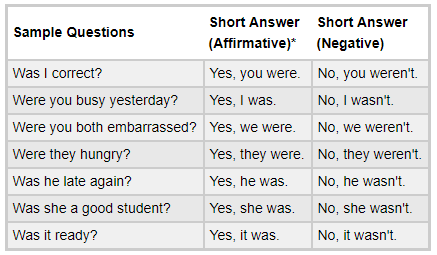 Sample Questions Short Answer (Affirmative)* Short Answer (Negative)
Was I correct? Yes, you were. No, you weren't.
Were you busy yesterday? Yes, I was. No, I wasn't.
Were you both embarrassed? Yes, we were. No, we weren't.
Were they hungry? Yes, they were. No, they weren't.
Was he late again? Yes, he was. No, he wasn't.
Was she a good student? Yes, she was. No, she wasn't.
Was it ready? Yes, it was. No, it wasn't.